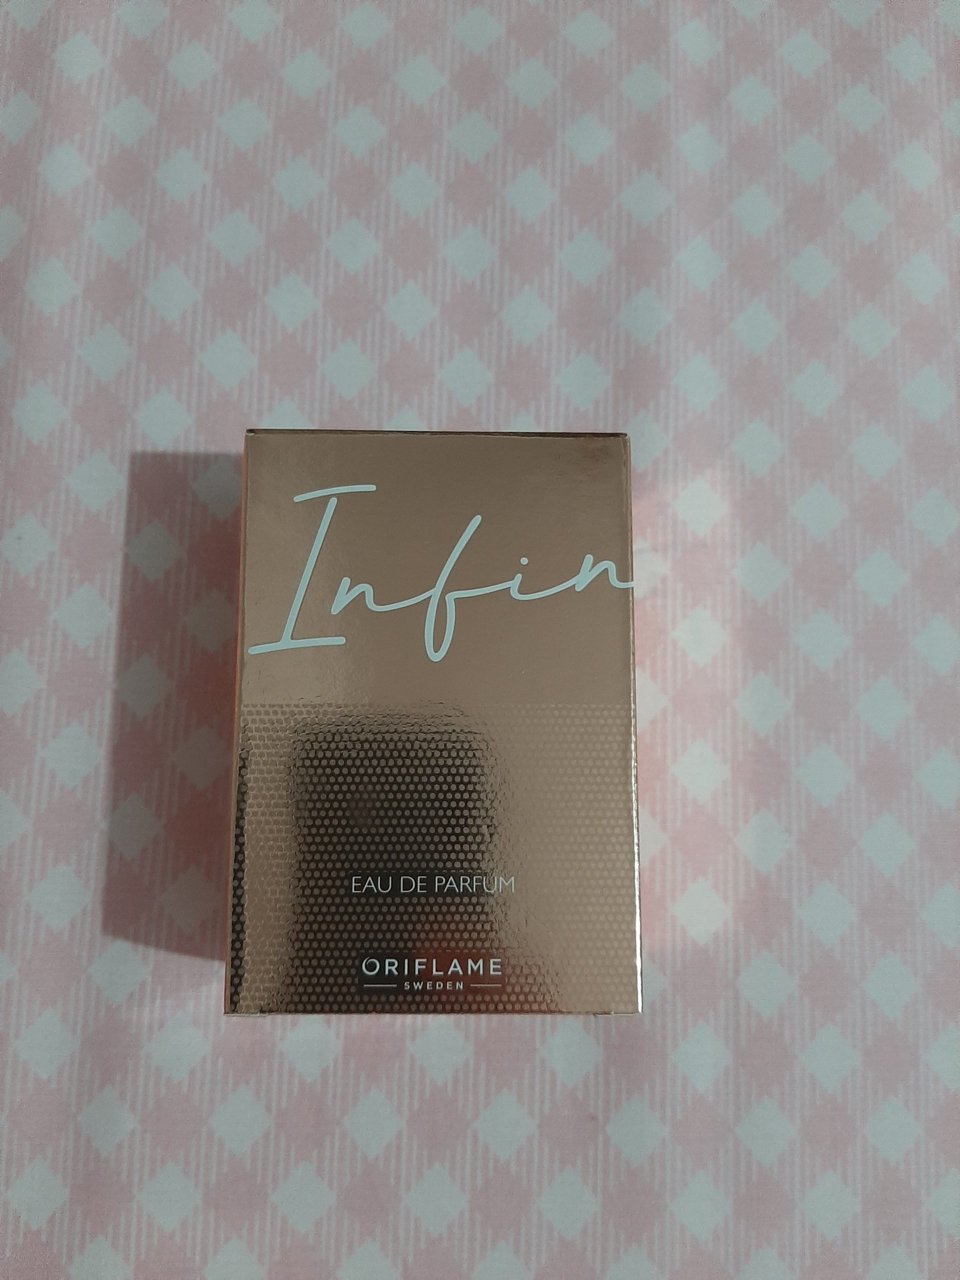 Infin
EAU DE PARFUM
ORIFLAME
SWEDEN